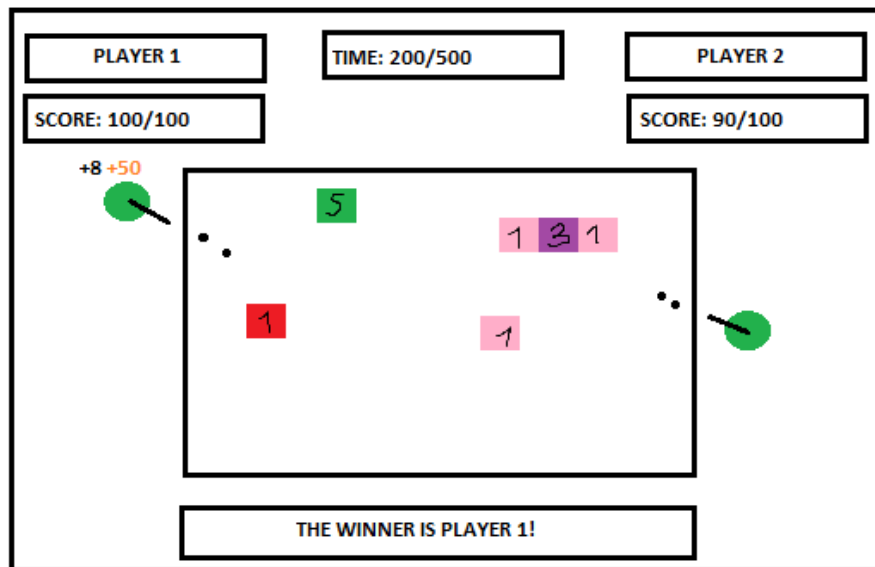 PLAYER 1
TIME: 200/500
PLAYER 2
SCORE: 100/100
SCORE: 90/100
+8 +50
5
1 3 1
1
1
THE WINNER IS PLAYER 1!